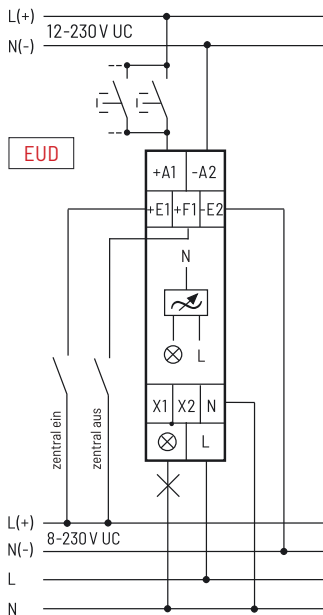 L(+)
12-230 V UC
N(-)
EUD
+A1 -A2
+E1 +F1 -E2
N
L
X1 X2 N
L
zentral ein
zentral aus
L(+)
8-230 V UC
N(-)
L
N